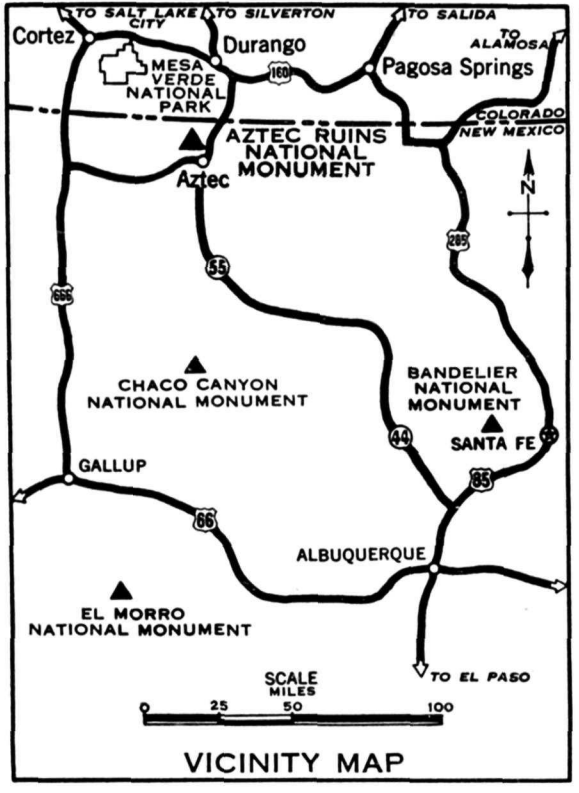 TO SALT LAKE
CITY
TO SILVERTON
TO SALIDA
TO
ALAMOSA
Cortez
Durango
MESA
VERDE
NATIONAL
PARK
160
Pagosa Springs
COLORADO
NEW MEXICO
AZTEC RUINS
NATIONAL
MONUMENT
Aztec
N
285
55
666
CHACO CANYON
NATIONAL MONUMENT
BANDELIER
NATIONAL
MONUMENT
SANTA FE
44
85
GALLUP
66
ALBUQUERQUE
EL MORRO
NATIONAL MONUMENT
TO EL PASO
SCALE
MILES
0 25 50 100
VICINITY MAP